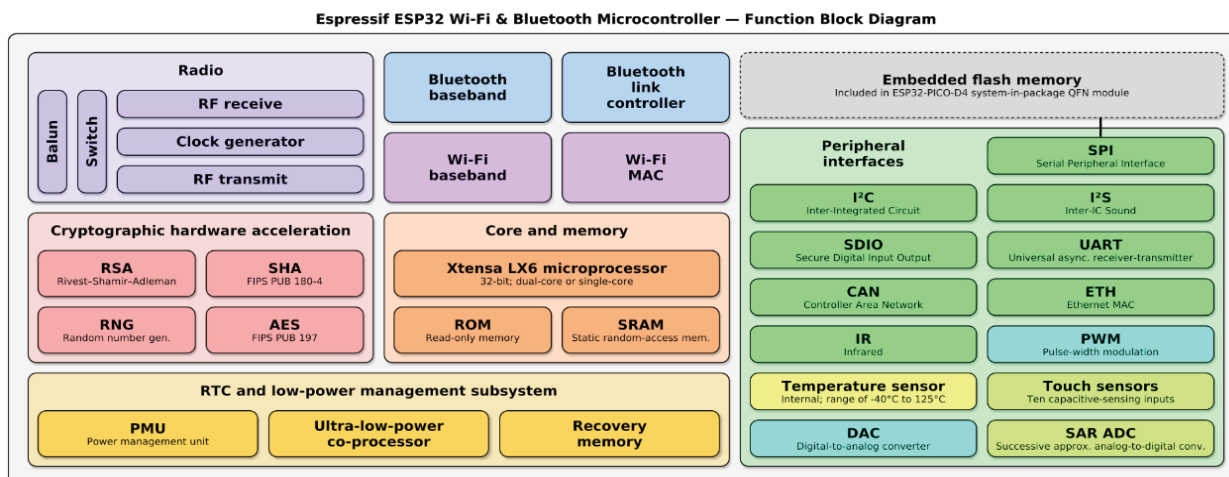 Espressif ESP32 Wi-Fi & Bluetooth Microcontroller — Function Block Diagram
Radio
Balun
Switch
RF receive
Clock generator
RF transmit
Bluetooth
baseband
Bluetooth
link
controller
Wi-Fi
baseband
Wi-Fi
MAC
Cryptographic hardware acceleration
RSA
Rivest–Shamir–Adleman
SHA
FIPS PUB 180-4
RNG
Random number gen.
AES
FIPS PUB 197
Core and memory
Xtensa LX6 microprocessor
32-bit; dual-core or single-core
ROM
Read-only memory
SRAM
Static random-access mem.
RTC and low-power management subsystem
PMU
Power management unit
Ultra-low-power
co-processor
Recovery
memory
Embedded flash memory
Included in ESP32-PICO-D4 system-in-package QFN module
Peripheral
interfaces
SPI
Serial Peripheral Interface
I²C
Inter-Integrated Circuit
I²S
Inter-IC Sound
SDIO
Secure Digital Input Output
UART
Universal async. receiver-transmitter
CAN
Controller Area Network
ETH
Ethernet MAC
IR
Infrared
PWM
Pulse-width modulation
Temperature sensor
Internal; range of -40°C to 125°C
Touch sensors
Ten capacitive-sensing inputs
DAC
Digital-to-analog converter
SAR ADC
Successive approx. analog-to-digital conv.